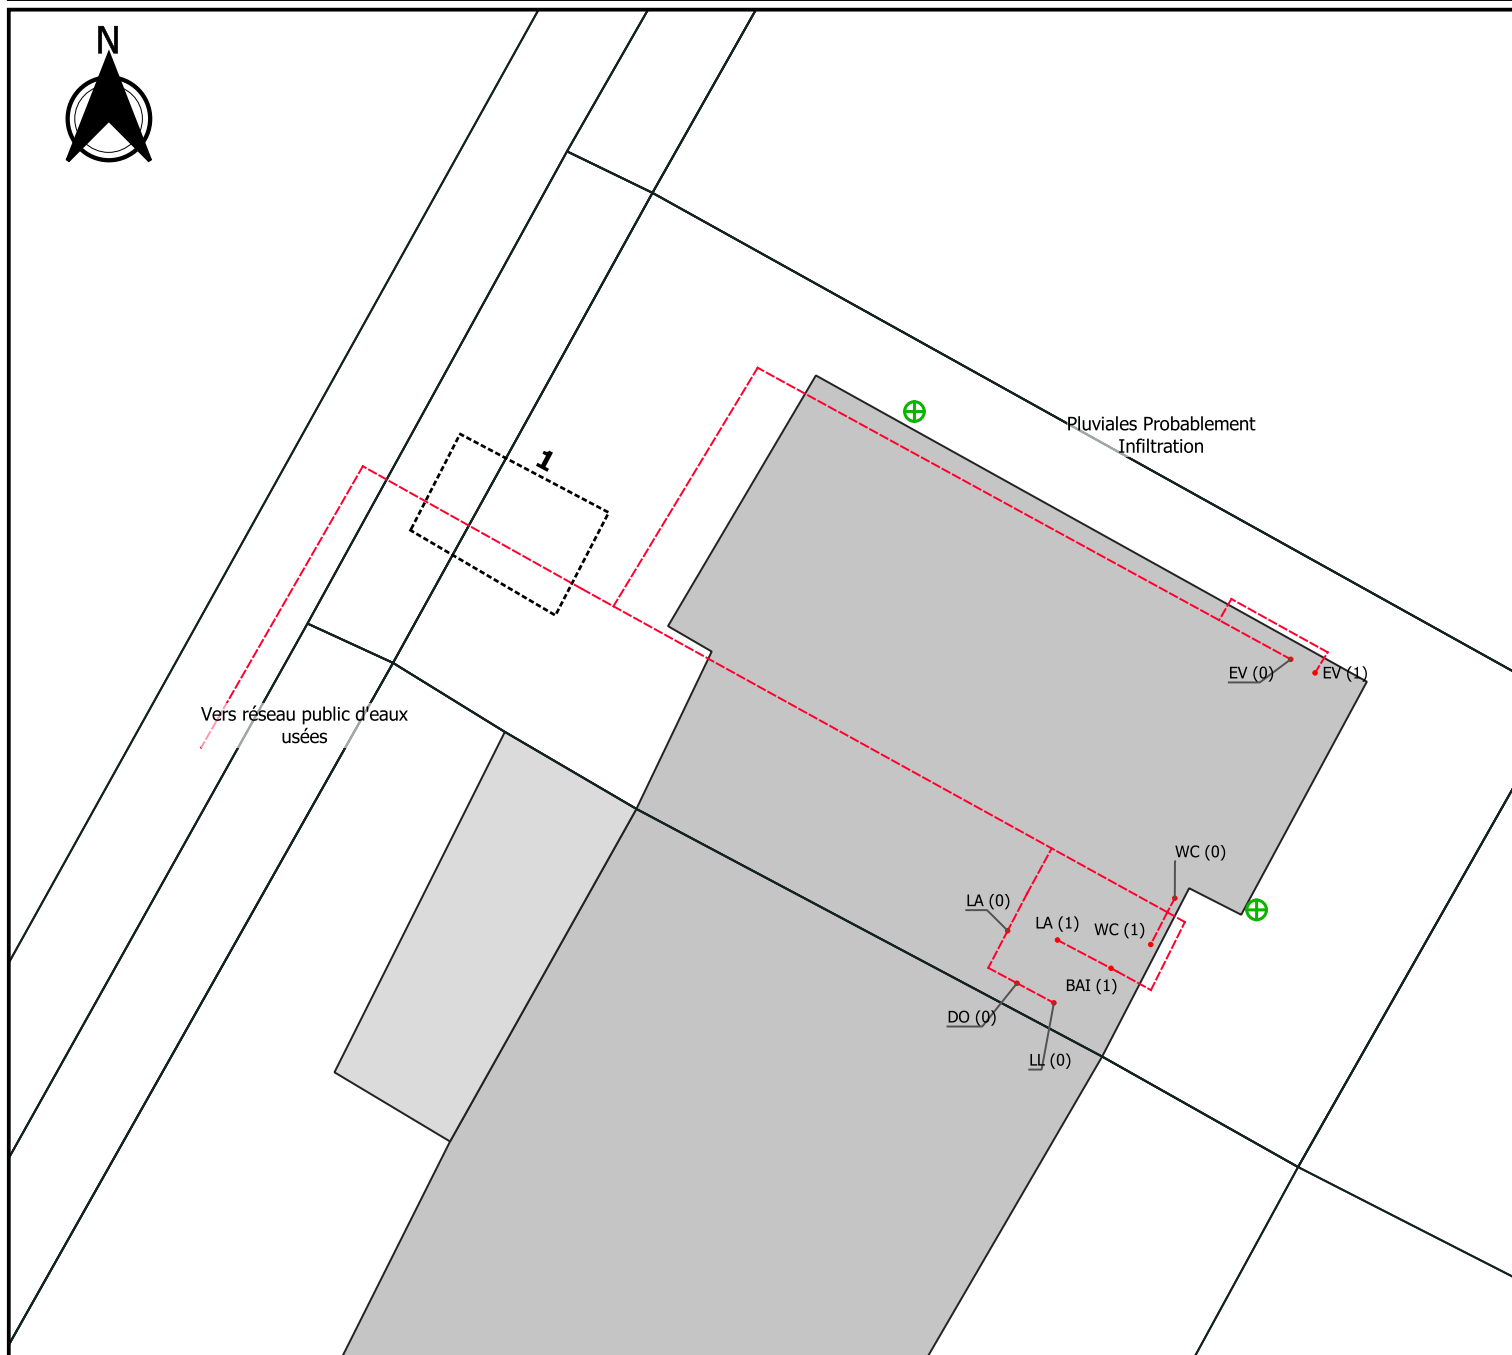 N
1
Pluviales Probablement
Infiltration
EV (0)
EV (1)
Vers réseau public d'eaux
usées
WC (0)
LA (0)
LA (1)
WC (1)
BAI (1)
DO (0)
LL (0)